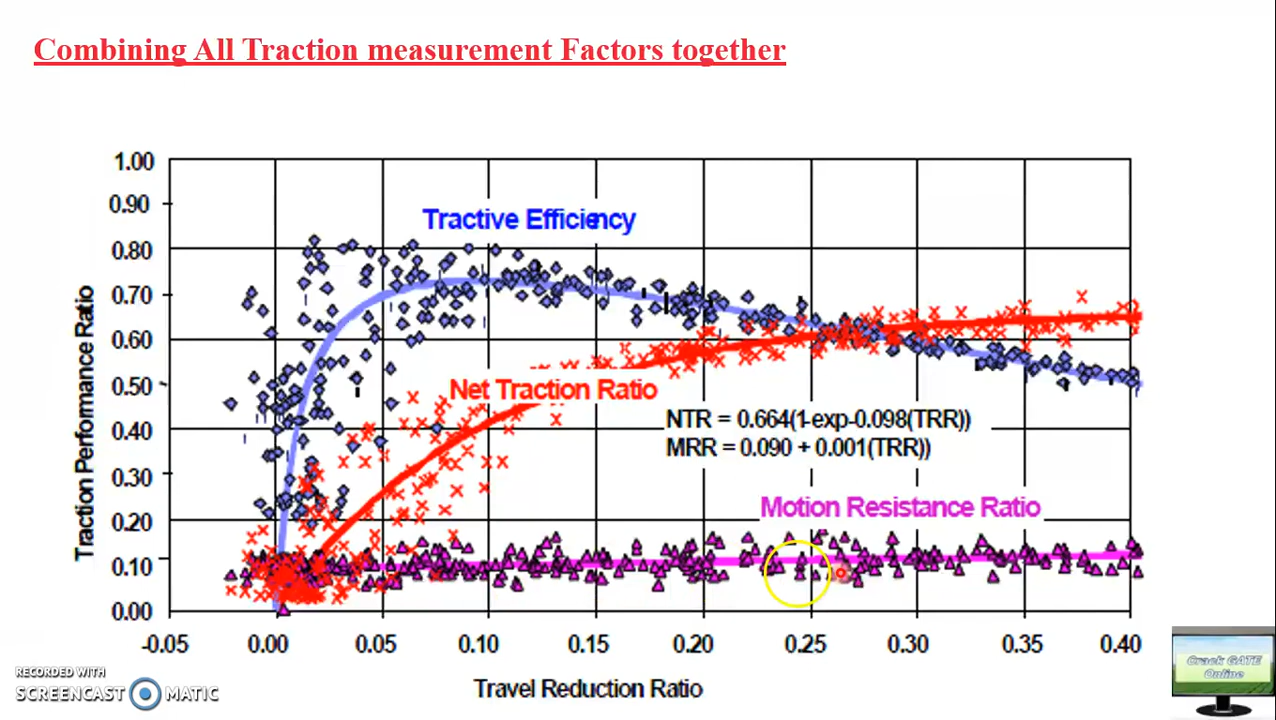 Combining All Traction measurement Factors together
1.00
0.90
0.80
0.70
0.60
0.50
0.40
0.30
0.20
0.10
0.00
Traction Performance Ratio
Tractive Efficiency
Net Traction Ratio
NTR = 0.664(1-exp-0.098(TRR))
MRR = 0.090 + 0.001(TRR))
Motion Resistance Ratio
-0.05 0.00 0.05 0.10 0.15 0.20 0.25 0.30 0.35 0.40
Travel Reduction Ratio
RECORDED WITH
SCREENCAST MATIC
Crack GATE
Online